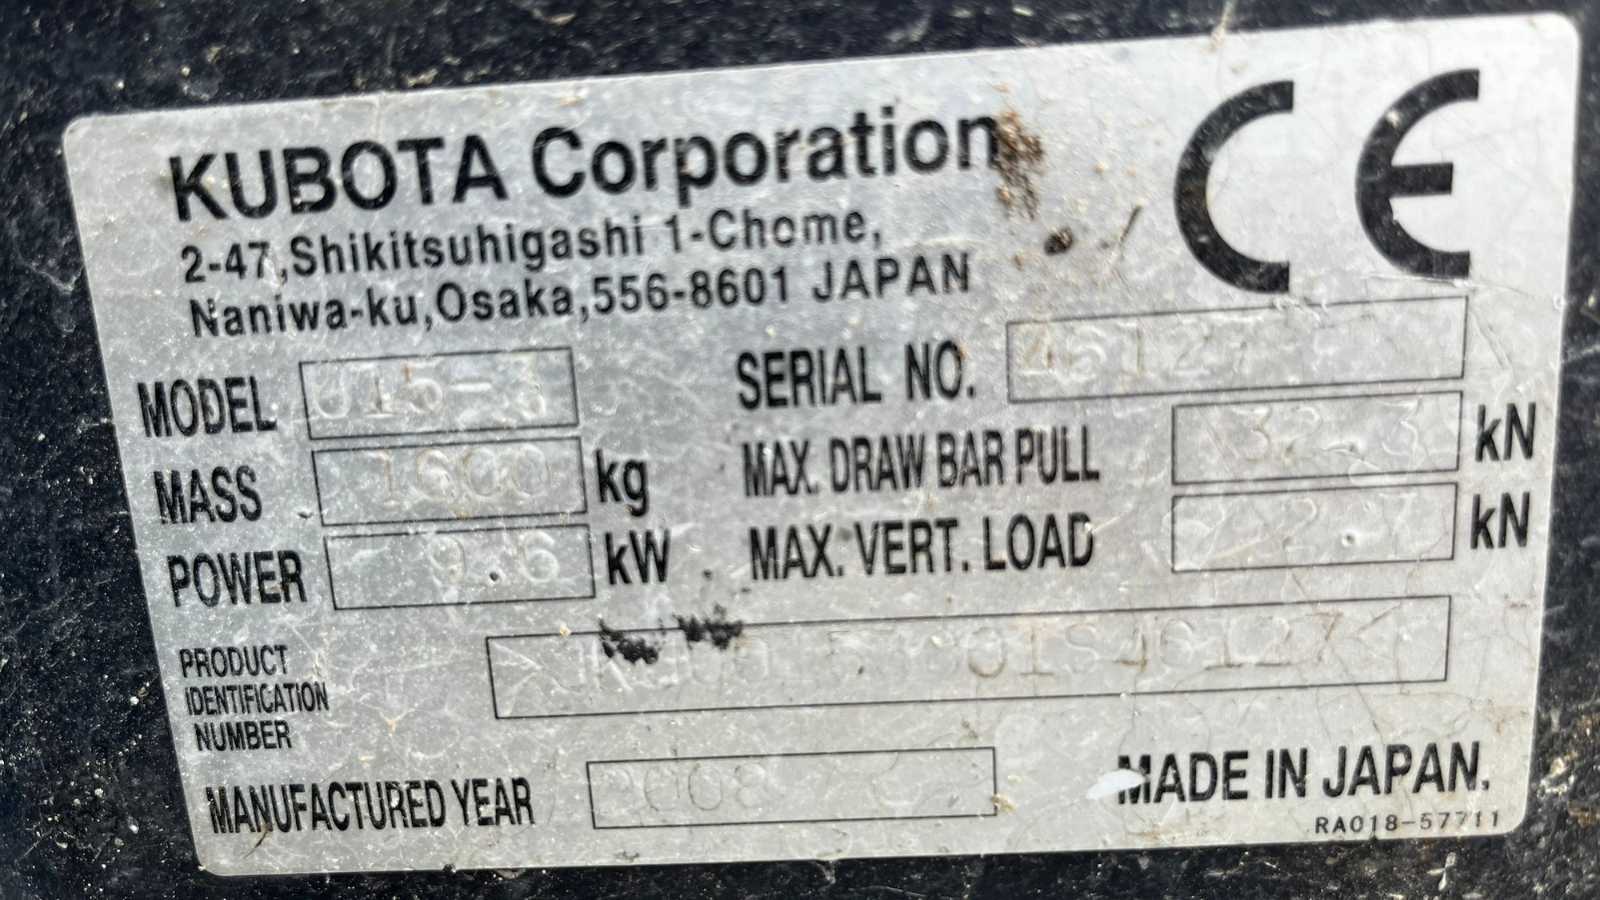 KUBOTA Corporation
CE
2-47,Shikitsuhigashi 1-Chome,
Naniwa-ku,Osaka,556-8601 JAPAN
MODEL U15-3
SERIAL NO.
MASS 1600 kg
MAX. DRAW BAR PULL kN
POWER 9.6 kW
MAX. VERT. LOAD kN
PRODUCT
IDENTIFICATION
NUMBER
MANUFACTURED YEAR 2008
MADE IN JAPAN.
RA018-57711